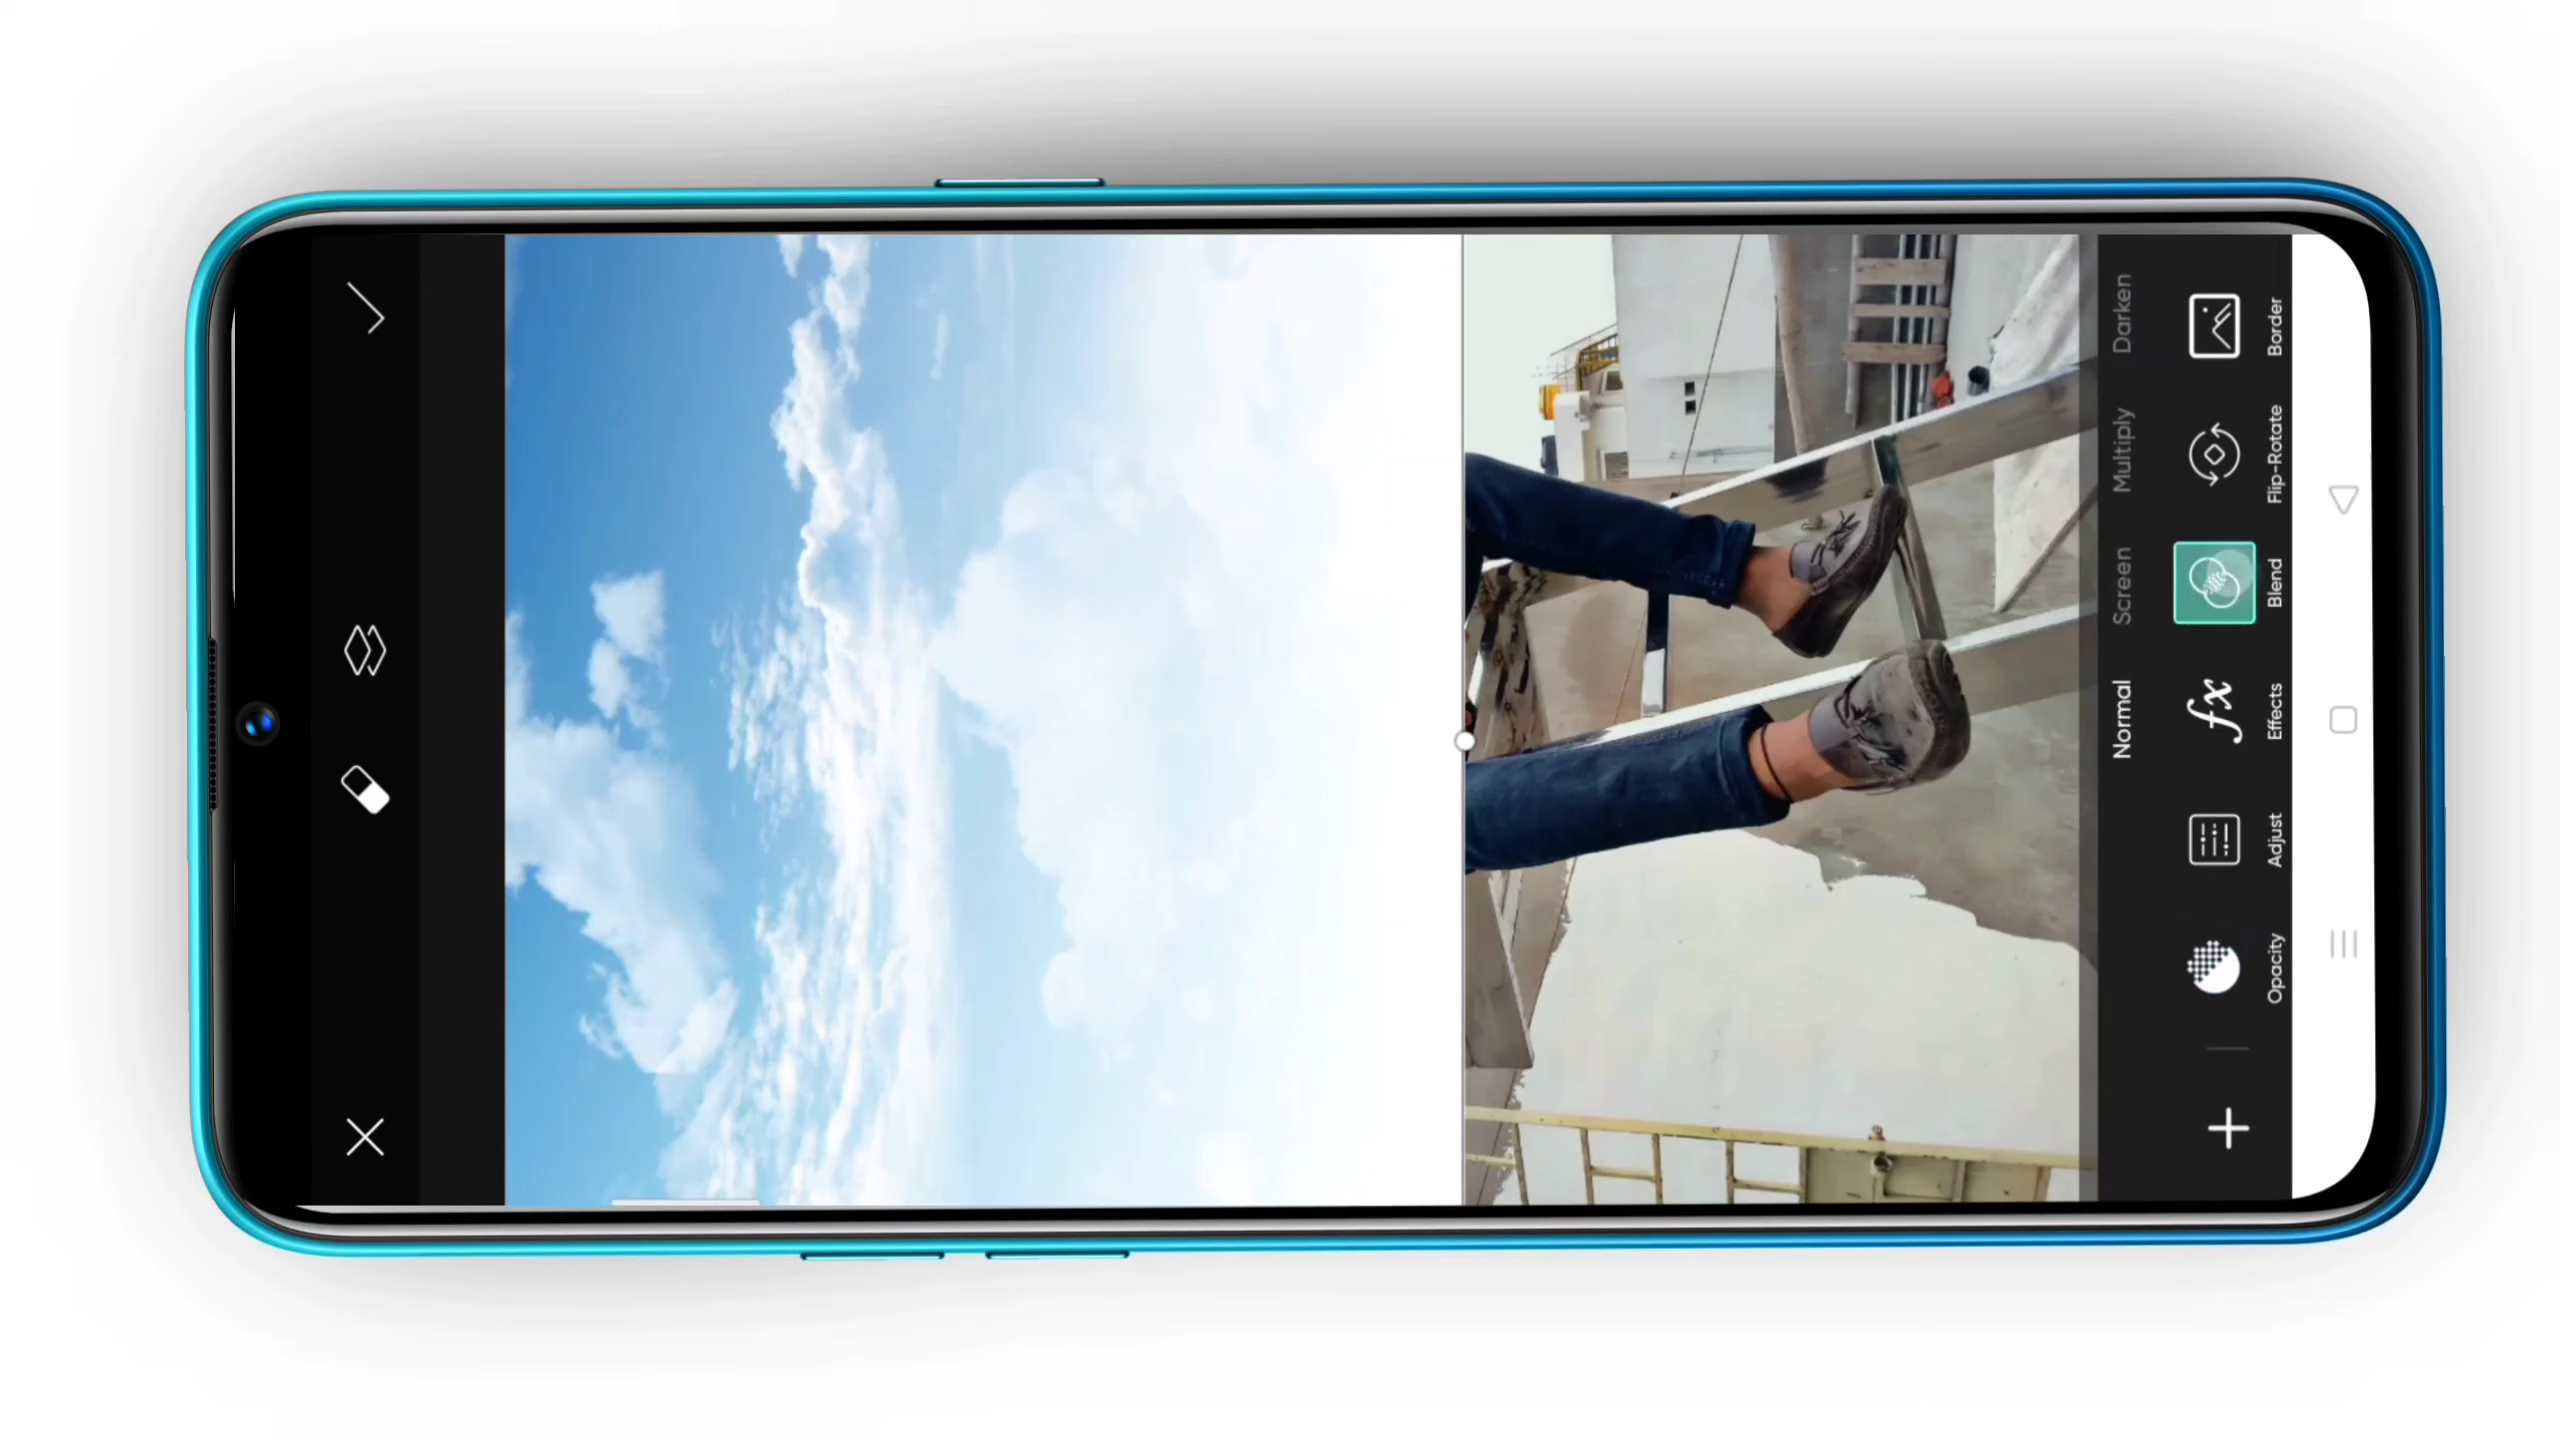 Normal Screen Multiply Darken
Opacity Adjust Effects Blend Flip-Rotate Border